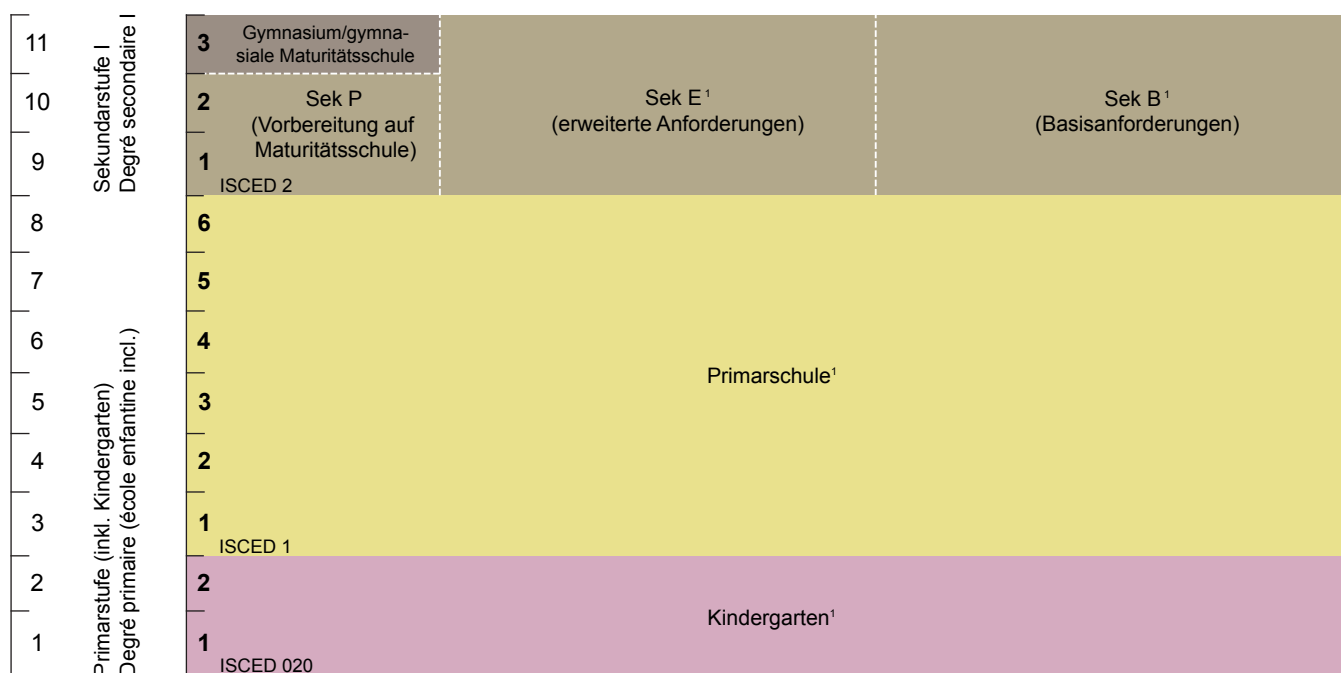 11
10
9
8
7
6
5
4
3
2
1
Sekundarstufe I
Degré secondaire I
Primarstufe (inkl. Kindergarten)
Degré primaire (école enfantine incl.)
3
2
1
ISCED 2
6
5
4
3
2
1
ISCED 1
2
1
ISCED 020
Gymnasium/gymna-
siale Maturitätsschule
Sek P
(Vorbereitung auf
Maturitätsschule)
Sek E¹
(erweiterte Anforderungen)
Sek B¹
(Basisanforderungen)
Primarschule¹
Kindergarten¹